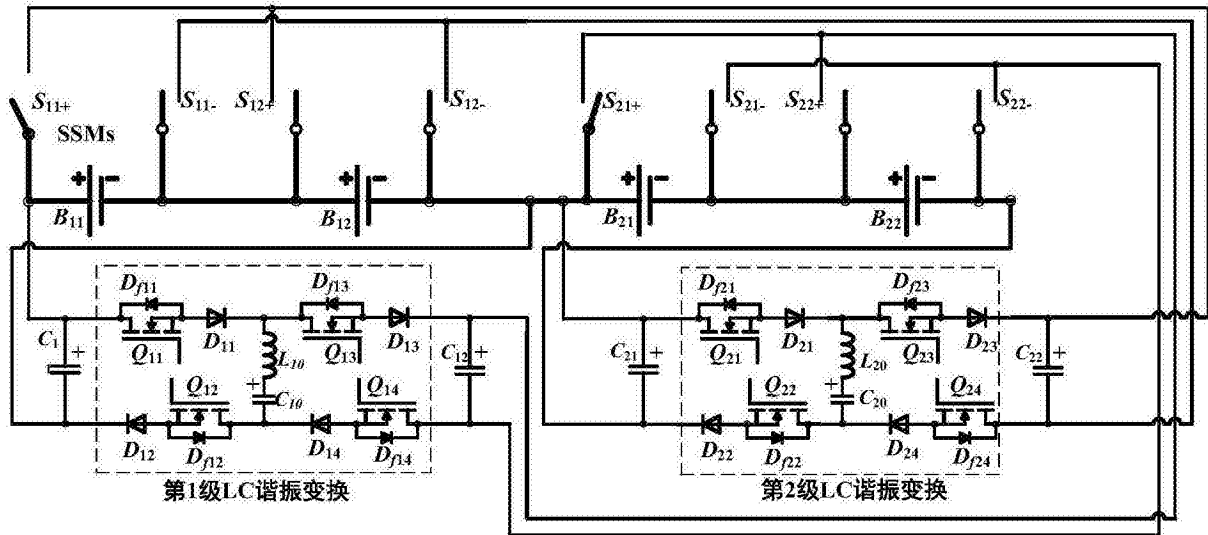 S11+ S11- S12+ S12- S21+ S21- S22+ S22-
SSMs
+ - + - + - + -
B11 B12 B21 B22
Df11 Df13 Df21 Df23
C1 + D11 D13 C12 + C21 + D21 D23 C22 +
Q11 L10 Q13 Q21 L20 Q23
Q12 + C10 Q14 Q22 + C20 Q24
D12 D14 D22 D24
Df12 Df14 Df22 Df24
第1级LC谐振变换 第2级LC谐振变换